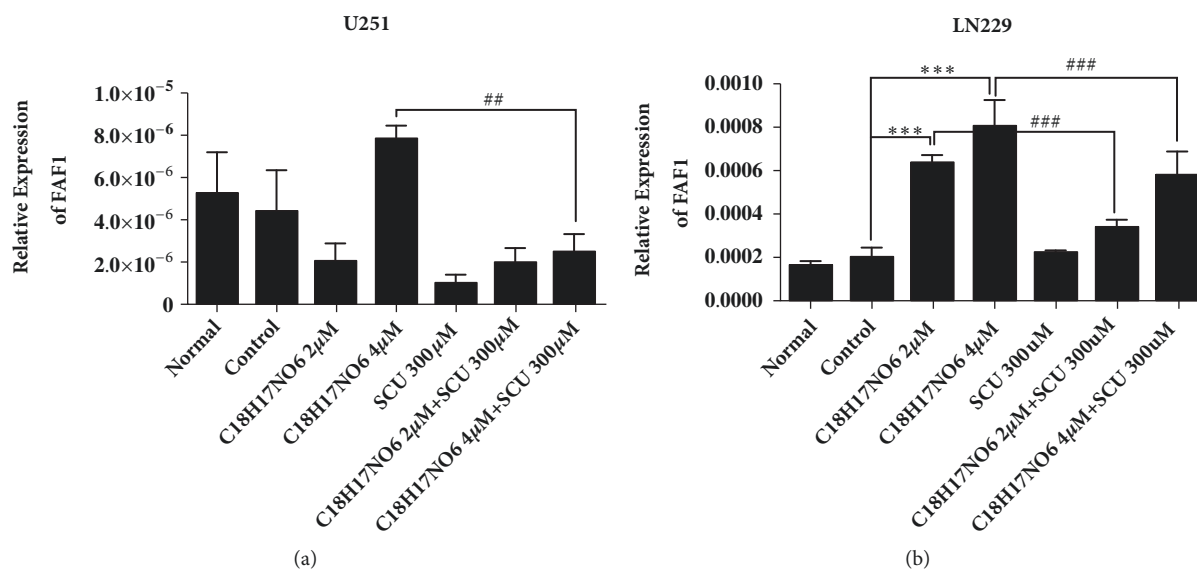 U251
Relative Expression
of FAF1
1.0×10⁻⁵
8.0×10⁻⁶
6.0×10⁻⁶
4.0×10⁻⁶
2.0×10⁻⁶
0
##
Normal
Control
C18H17NO6 2μM
C18H17NO6 4μM
SCU 300μM
C18H17NO6 2μM+SCU 300μM
C18H17NO6 4μM+SCU 300μM
(a)
LN229
Relative Expression
of FAF1
0.0010
0.0008
0.0006
0.0004
0.0002
0.0000
***
###
***
###
Normal
Control
C18H17NO6 2μM
C18H17NO6 4μM
SCU 300uM
C18H17NO6 2μM+SCU 300uM
C18H17NO6 4μM+SCU 300uM
(b)